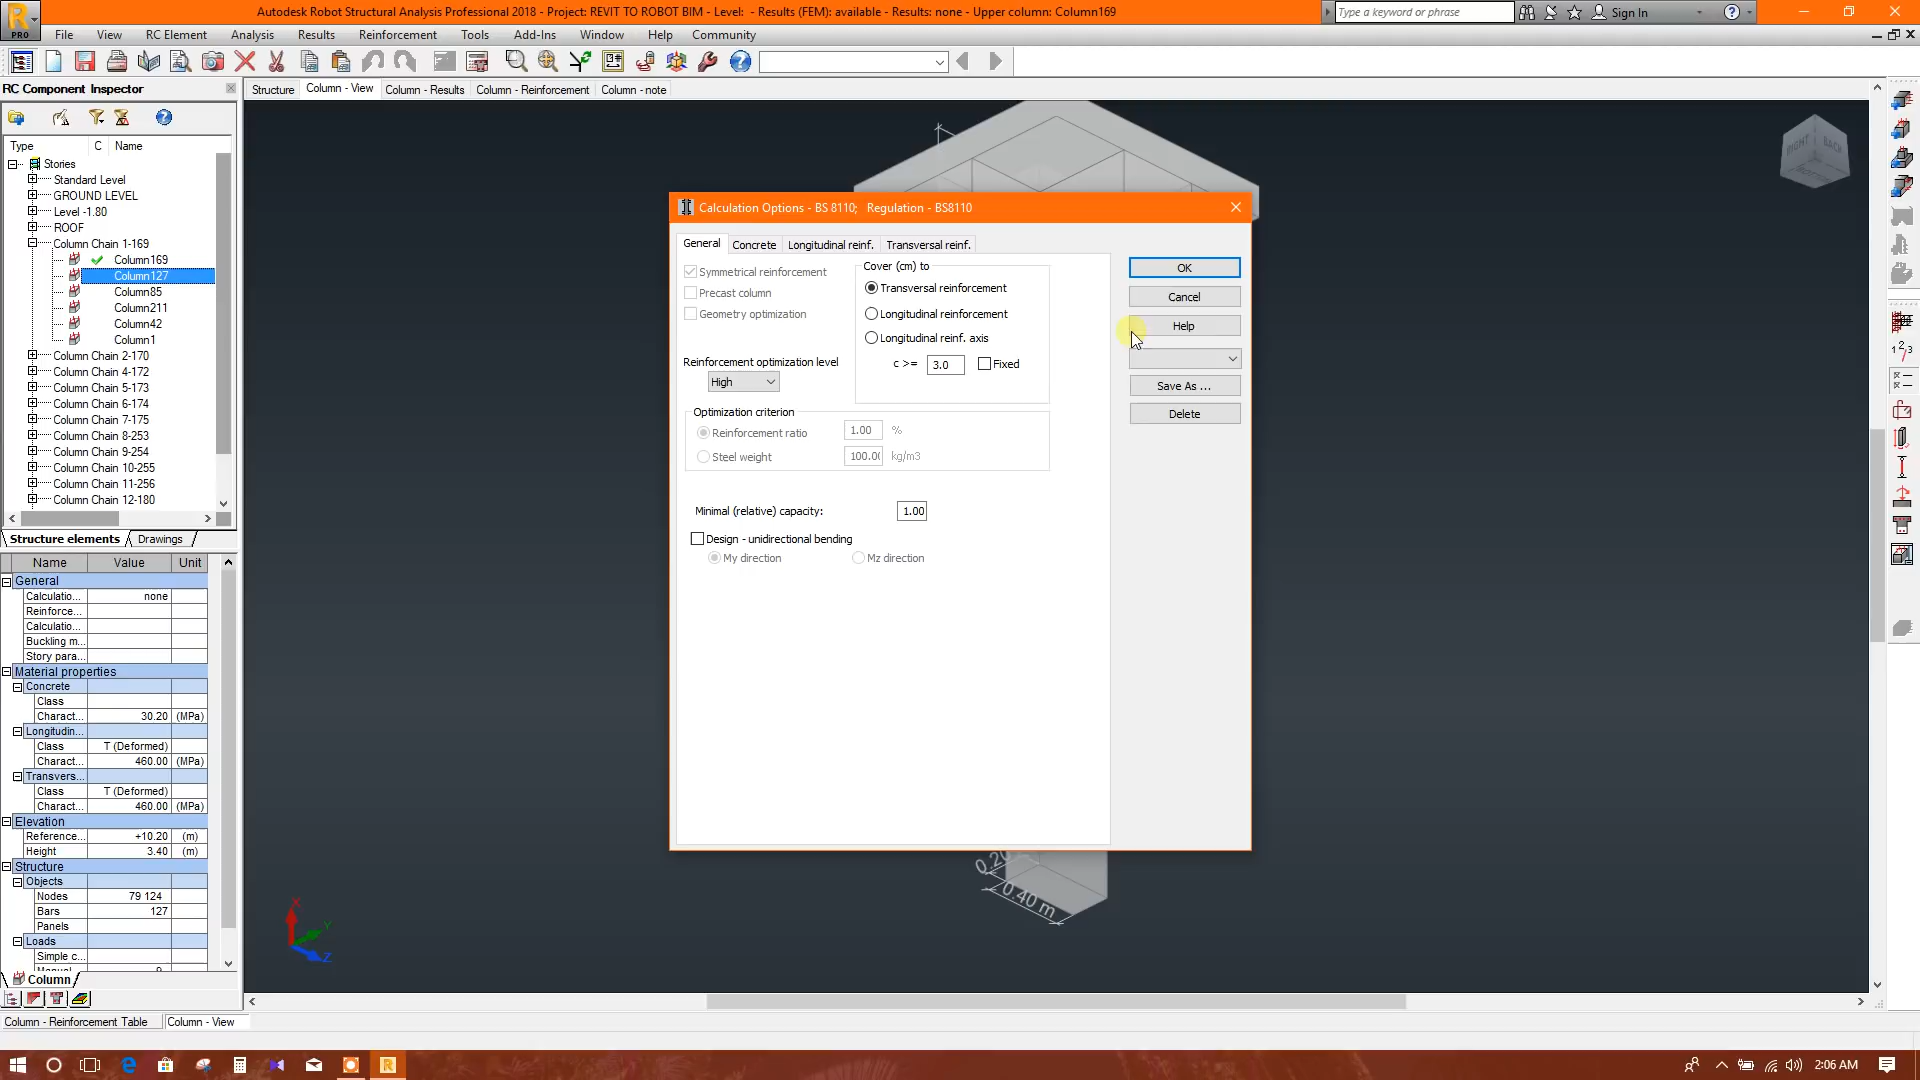 Autodesk Robot Structural Analysis Professional 2018 - Project: REVIT TO ROBOT BIM - Level:  - Results (FEM): available - Results: none - Upper column: Column169
Type a keyword or phrase
Sign In
PRO
File View RC Element Analysis Results Reinforcement Tools Add-Ins Window Help Community
RC Component Inspector
Structure Column - View Column - Results Column - Reinforcement Column - note
Type C Name
Stories
Standard Level
GROUND LEVEL
Level -1.80
ROOF
Column Chain 1-169
Column169
Column127
Column85
Column211
Column42
Column1
Column Chain 2-170
Column Chain 4-172
Column Chain 5-173
Column Chain 6-174
Column Chain 7-175
Column Chain 8-253
Column Chain 9-254
Column Chain 10-255
Column Chain 11-256
Column Chain 12-180
Structure elements Drawings
Name Value Unit
General
Calculatio... none
Reinforce...
Calculatio...
Buckling m...
Story para...
Material properties
Concrete
Class
Charact... 30.20 (MPa)
Longitudin...
Class T (Deformed)
Charact... 460.00 (MPa)
Transvers...
Class T (Deformed)
Charact... 460.00 (MPa)
Elevation
Reference... +10.20 (m)
Height 3.40 (m)
Structure
Objects
Nodes 79 124
Bars 127
Panels
Loads
Simple c...
Column
Column - Reinforcement Table Column - View
Calculation Options - BS 8110; Regulation - BS8110
General Concrete Longitudinal reinf. Transversal reinf.
Symmetrical reinforcement
Precast column
Geometry optimization
Cover (cm) to
Transversal reinforcement
Longitudinal reinforcement
Longitudinal reinf. axis
c >= 3.0 Fixed
Reinforcement optimization level
High
Optimization criterion
Reinforcement ratio 1.00 %
Steel weight 100.0 kg/m3
Minimal (relative) capacity: 1.00
Design - unidirectional bending
My direction Mz direction
OK
Cancel
Help
Save As ...
Delete
RIGHT BACK
0.40 m
X
Y
Z
2:06 AM